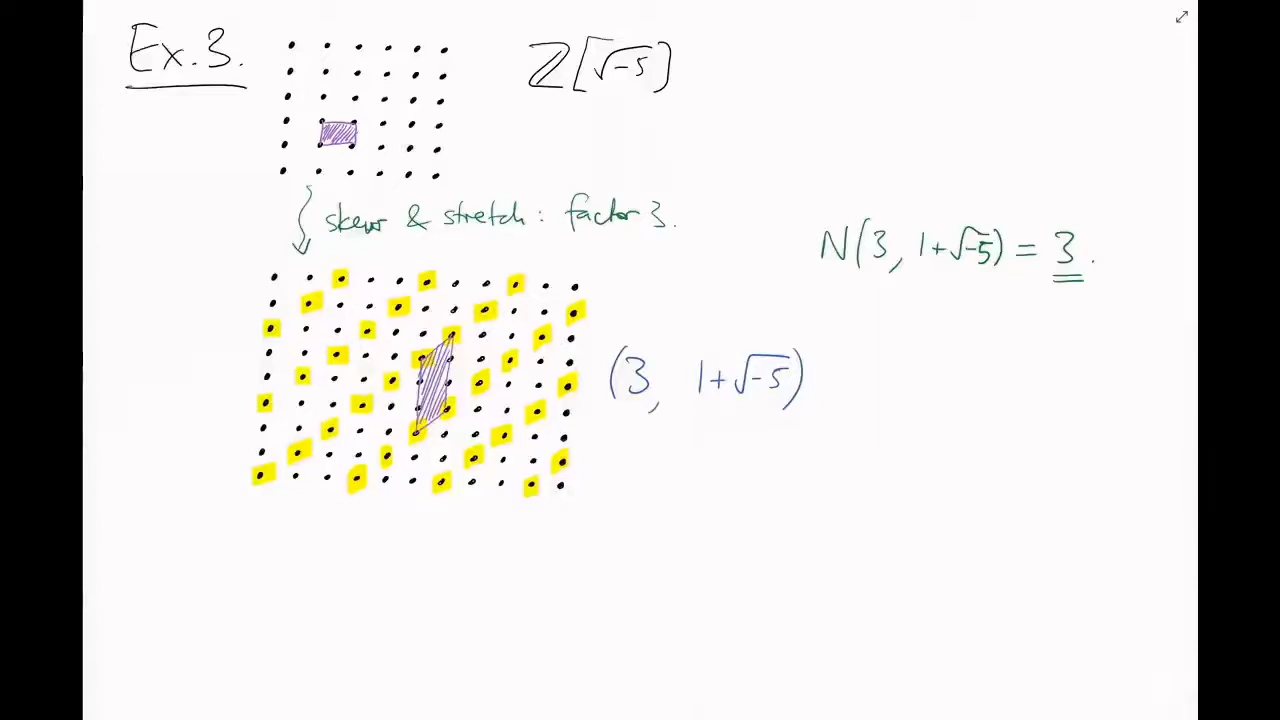 Ex. 3.
ℤ[√-5]
skew & stretch: factor 3.
N(3, 1+√-5) = 3.
(3, 1+√-5)